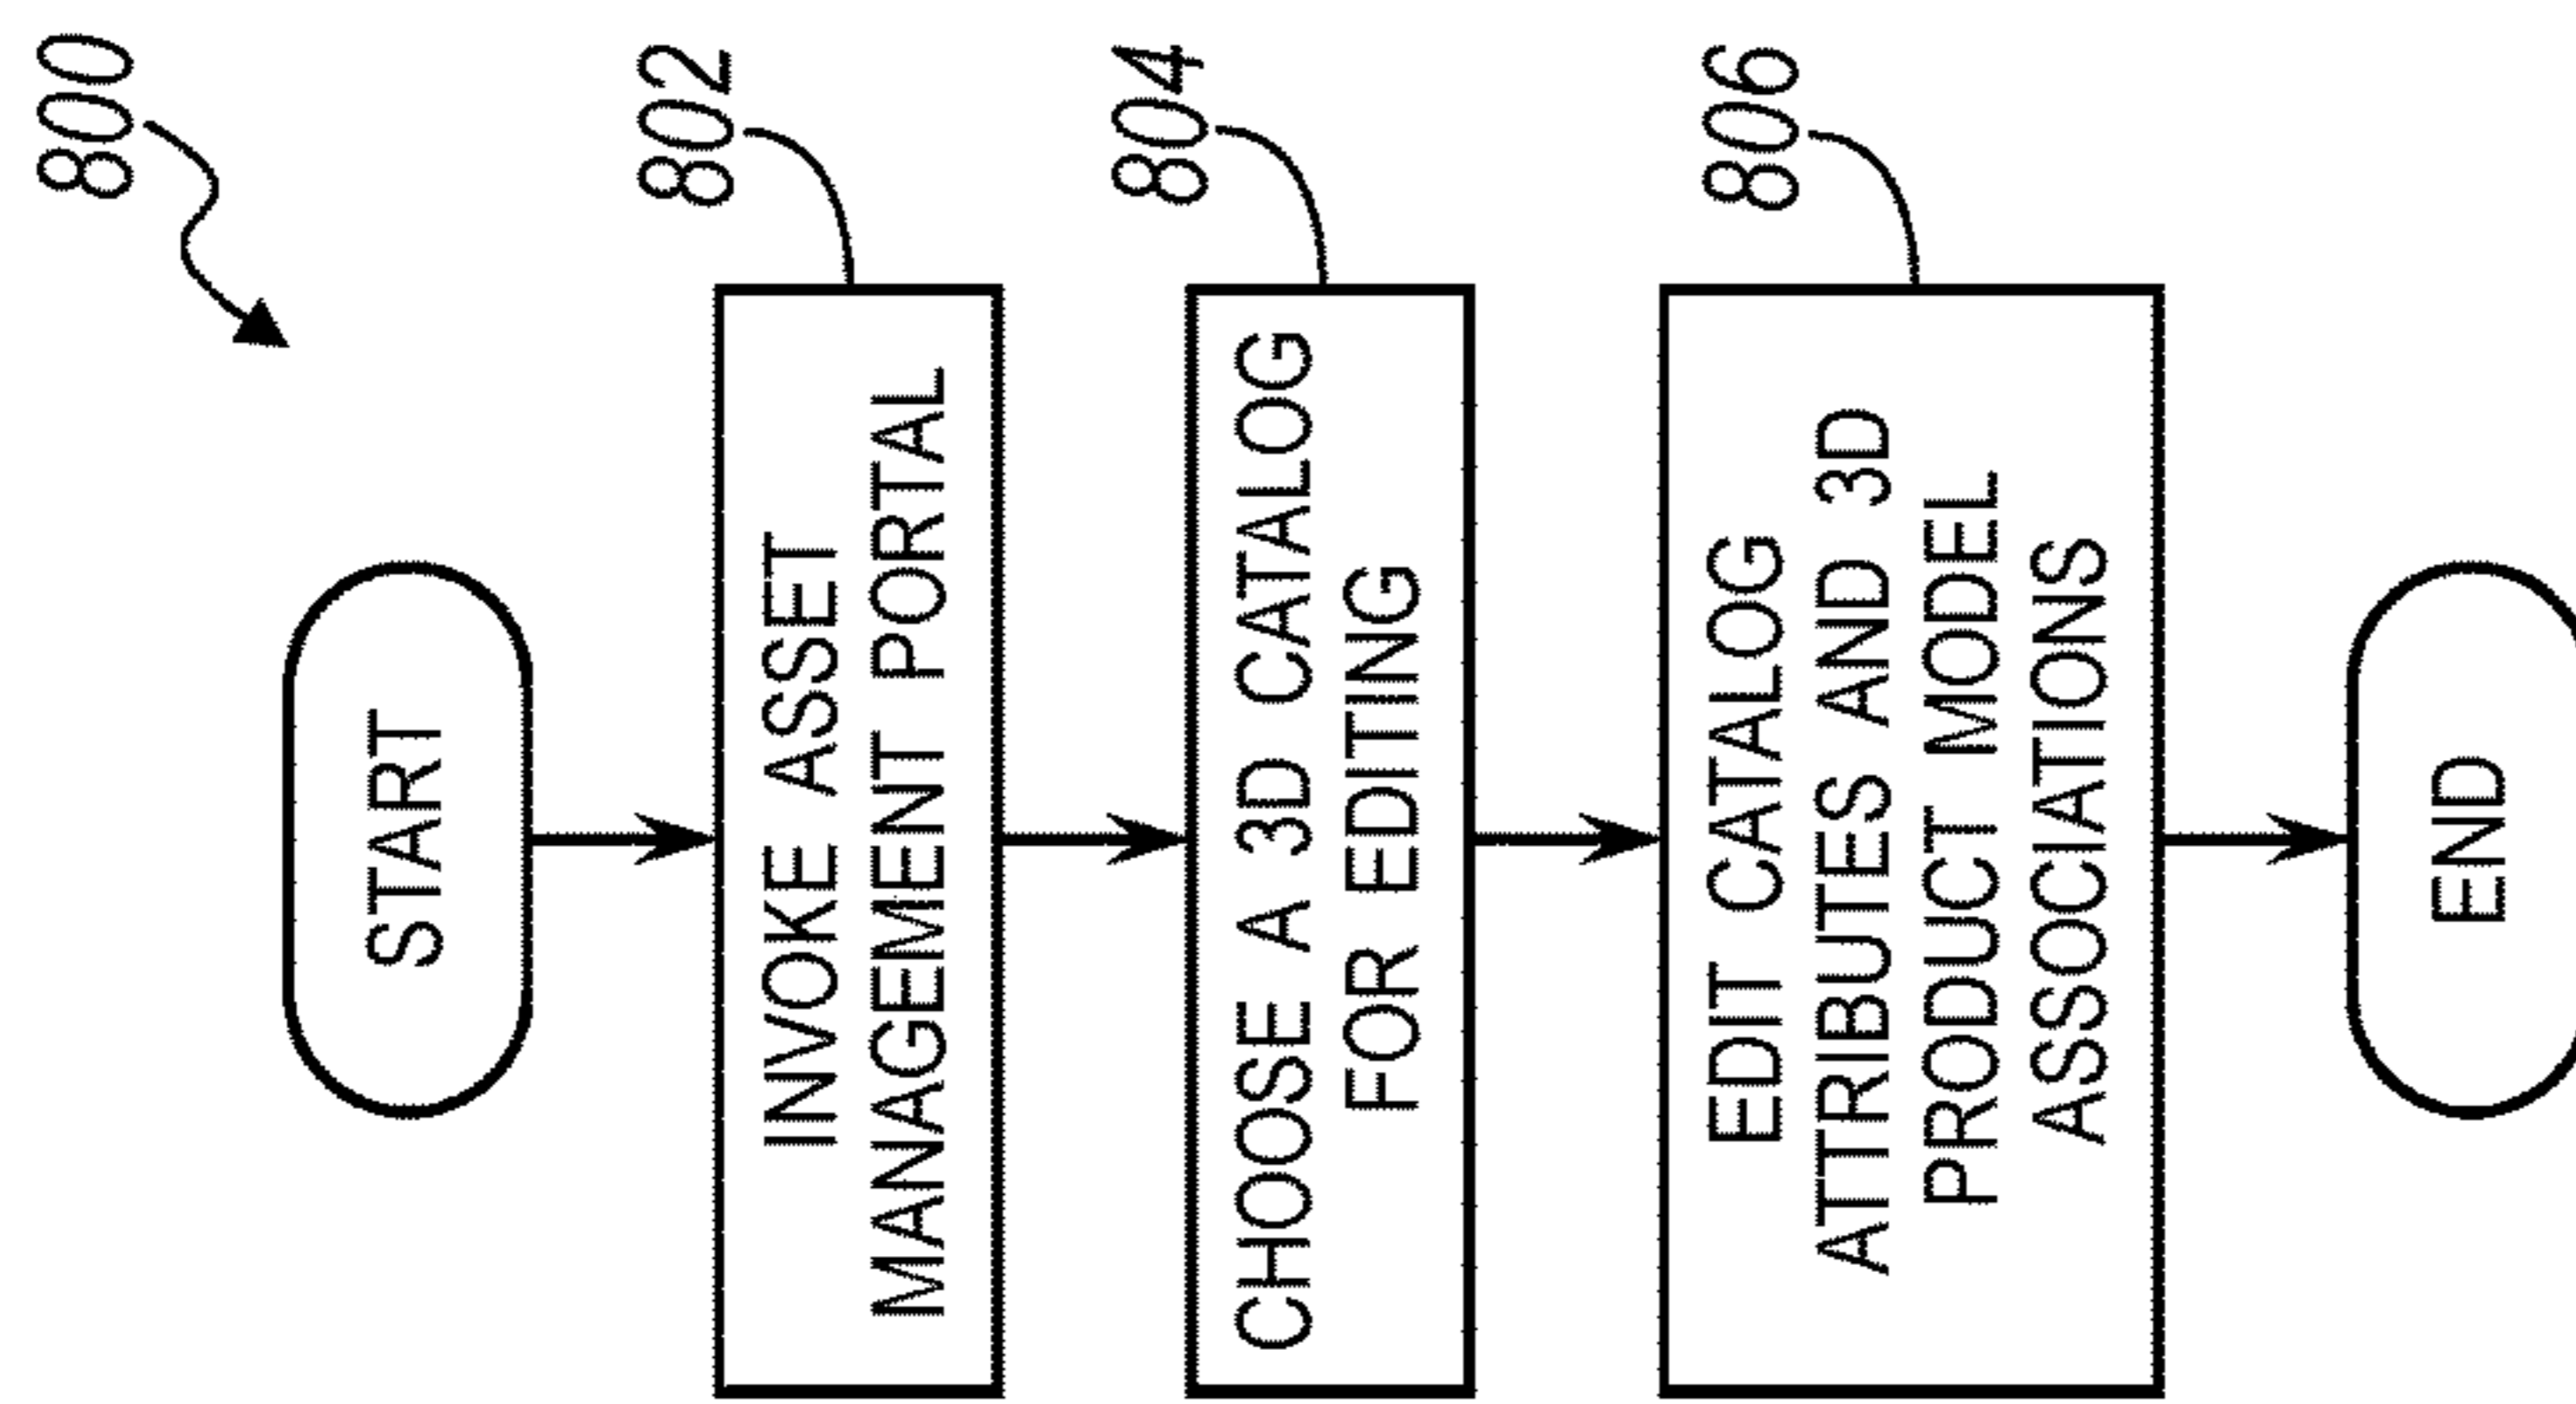 800
START
802
INVOKE ASSET
MANAGEMENT PORTAL
804
CHOOSE A 3D CATALOG
FOR EDITING
806
EDIT CATALOG
ATTRIBUTES AND 3D
PRODUCT MODEL
ASSOCIATIONS
END